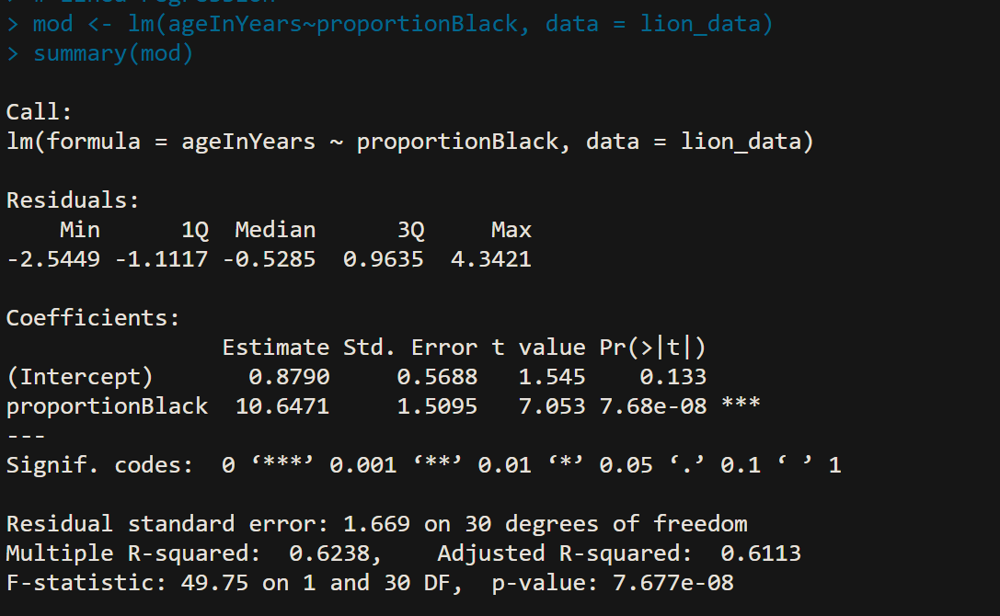 > mod <- lm(ageInYears~proportionBlack, data = lion_data)
> summary(mod)
Call:
lm(formula = ageInYears ~ proportionBlack, data = lion_data)
Residuals:
    Min      1Q  Median      3Q     Max
-2.5449 -1.1117 -0.5285  0.9635  4.3421
Coefficients:
                Estimate Std. Error t value Pr(>|t|)
(Intercept)       0.8790     0.5688   1.545    0.133
proportionBlack  10.6471     1.5095   7.053 7.68e-08 ***
---
Signif. codes:  0 ‘***’ 0.001 ‘**’ 0.01 ‘*’ 0.05 ‘.’ 0.1 ‘ ’ 1
Residual standard error: 1.669 on 30 degrees of freedom
Multiple R-squared:  0.6238,	Adjusted R-squared:  0.6113
F-statistic: 49.75 on 1 and 30 DF,  p-value: 7.677e-08